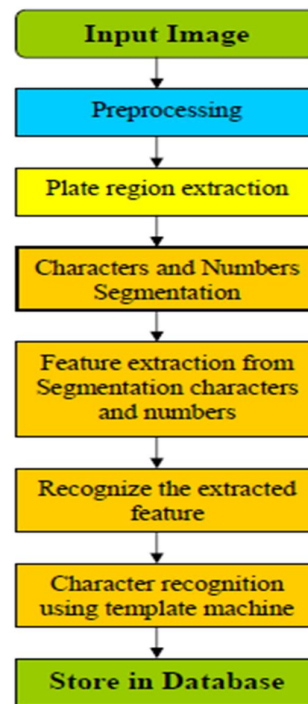 Input Image
Preprocessing
Plate region extraction
Characters and Numbers
Segmentation
Feature extraction from
Segmentation characters
and numbers
Recognize the extracted
feature
Character recognition
using template machine
Store in Database